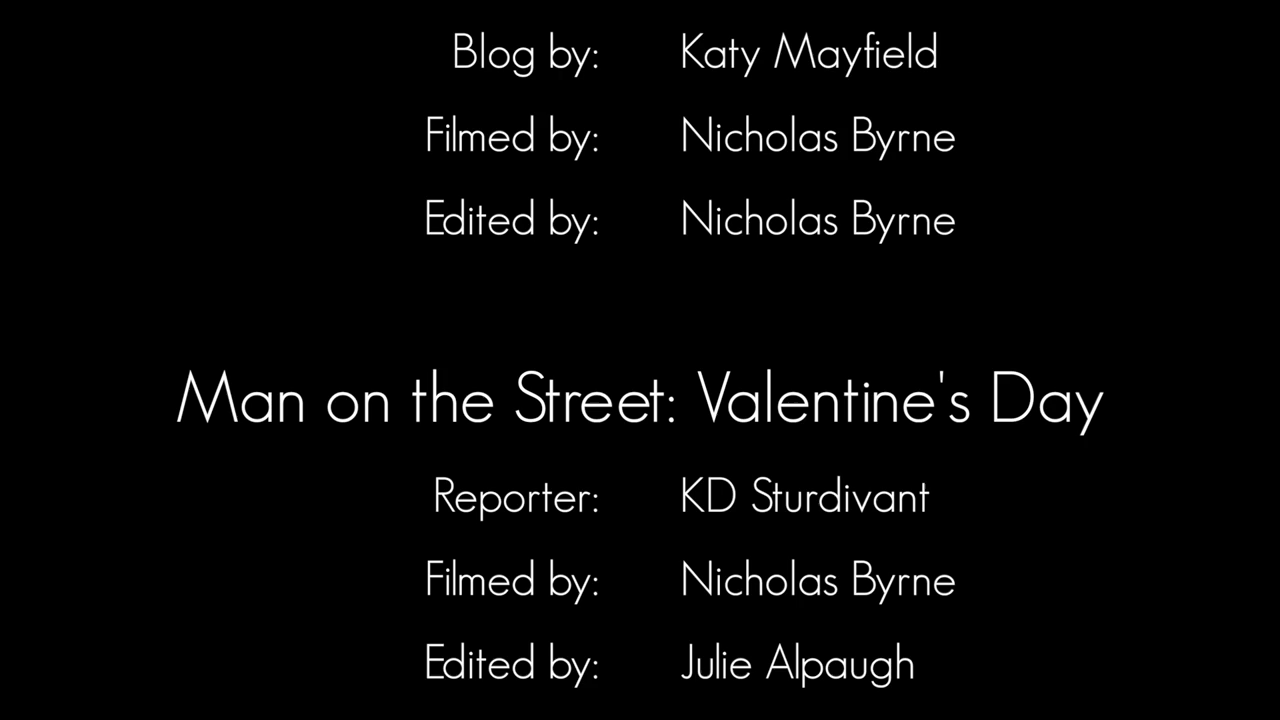 Blog by: Katy Mayfield
Filmed by: Nicholas Byrne
Edited by: Nicholas Byrne
Man on the Street: Valentine's Day
Reporter: KD Sturdivant
Filmed by: Nicholas Byrne
Edited by: Julie Alpaugh